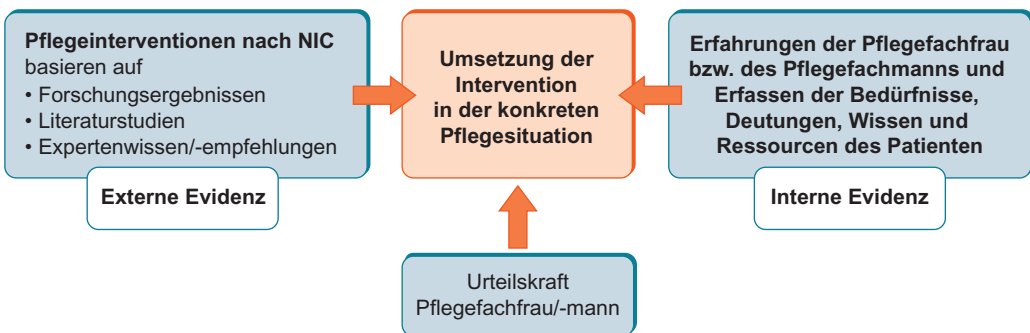 Pflegeinterventionen nach NIC
basieren auf
• Forschungsergebnissen
• Literaturstudien
• Expertenwissen/-empfehlungen
Externe Evidenz
Umsetzung der
Intervention
in der konkreten
Pflegesituation
Erfahrungen der Pflegefachfrau
bzw. des Pflegefachmanns und
Erfassen der Bedürfnisse,
Deutungen, Wissen und
Ressourcen des Patienten
Interne Evidenz
Urteilskraft
Pflegefachfrau/-mann